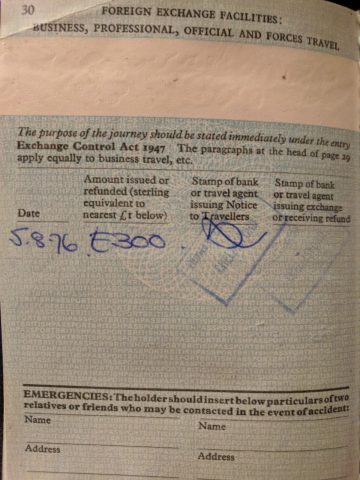 30
FOREIGN EXCHANGE FACILITIES:
BUSINESS, PROFESSIONAL, OFFICIAL AND FORCES TRAVEL
The purpose of the journey should be stated immediately under the entry
Exchange Control Act 1947 The paragraphs at the head of page 29
apply equally to business travel, etc.
Date
Amount issued or
refunded (sterling
equivalent to
nearest £1 below)
Stamp of bank
or travel agent
issuing Notice
to Travellers
Stamp of bank
or travel agent
issuing exchange
or receiving refund
5.8.76 £300.
EMERGENCIES: The holder should insert below particulars of two
relatives or friends who may be contacted in the event of accident:
Name
Name
Address
Address